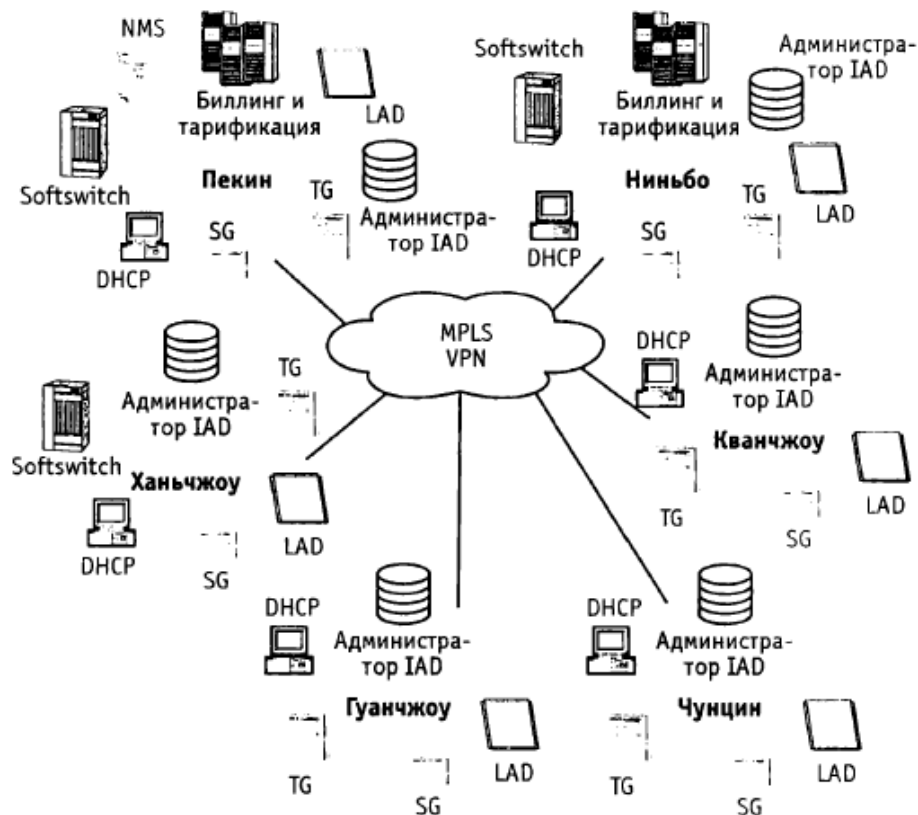 NMS
Softswitch
Биллинг и
тарификация
LAD
Пекин
TG
Администра-
тор IAD
SG
DHCP
Softswitch
Биллинг и
тарификация
Администра-
тор IAD
Ниньбо
TG
LAD
DHCP
SG
MPLS
VPN
Администра-
тор IAD
TG
Softswitch
Ханьчжоу
DHCP
SG
LAD
DHCP
Администра-
тор IAD
Кванчжоу
TG
SG
LAD
DHCP
Администра-
тор IAD
Гуанчжоу
TG
SG
LAD
DHCP
Администра-
тор IAD
Чунцин
TG
SG
LAD